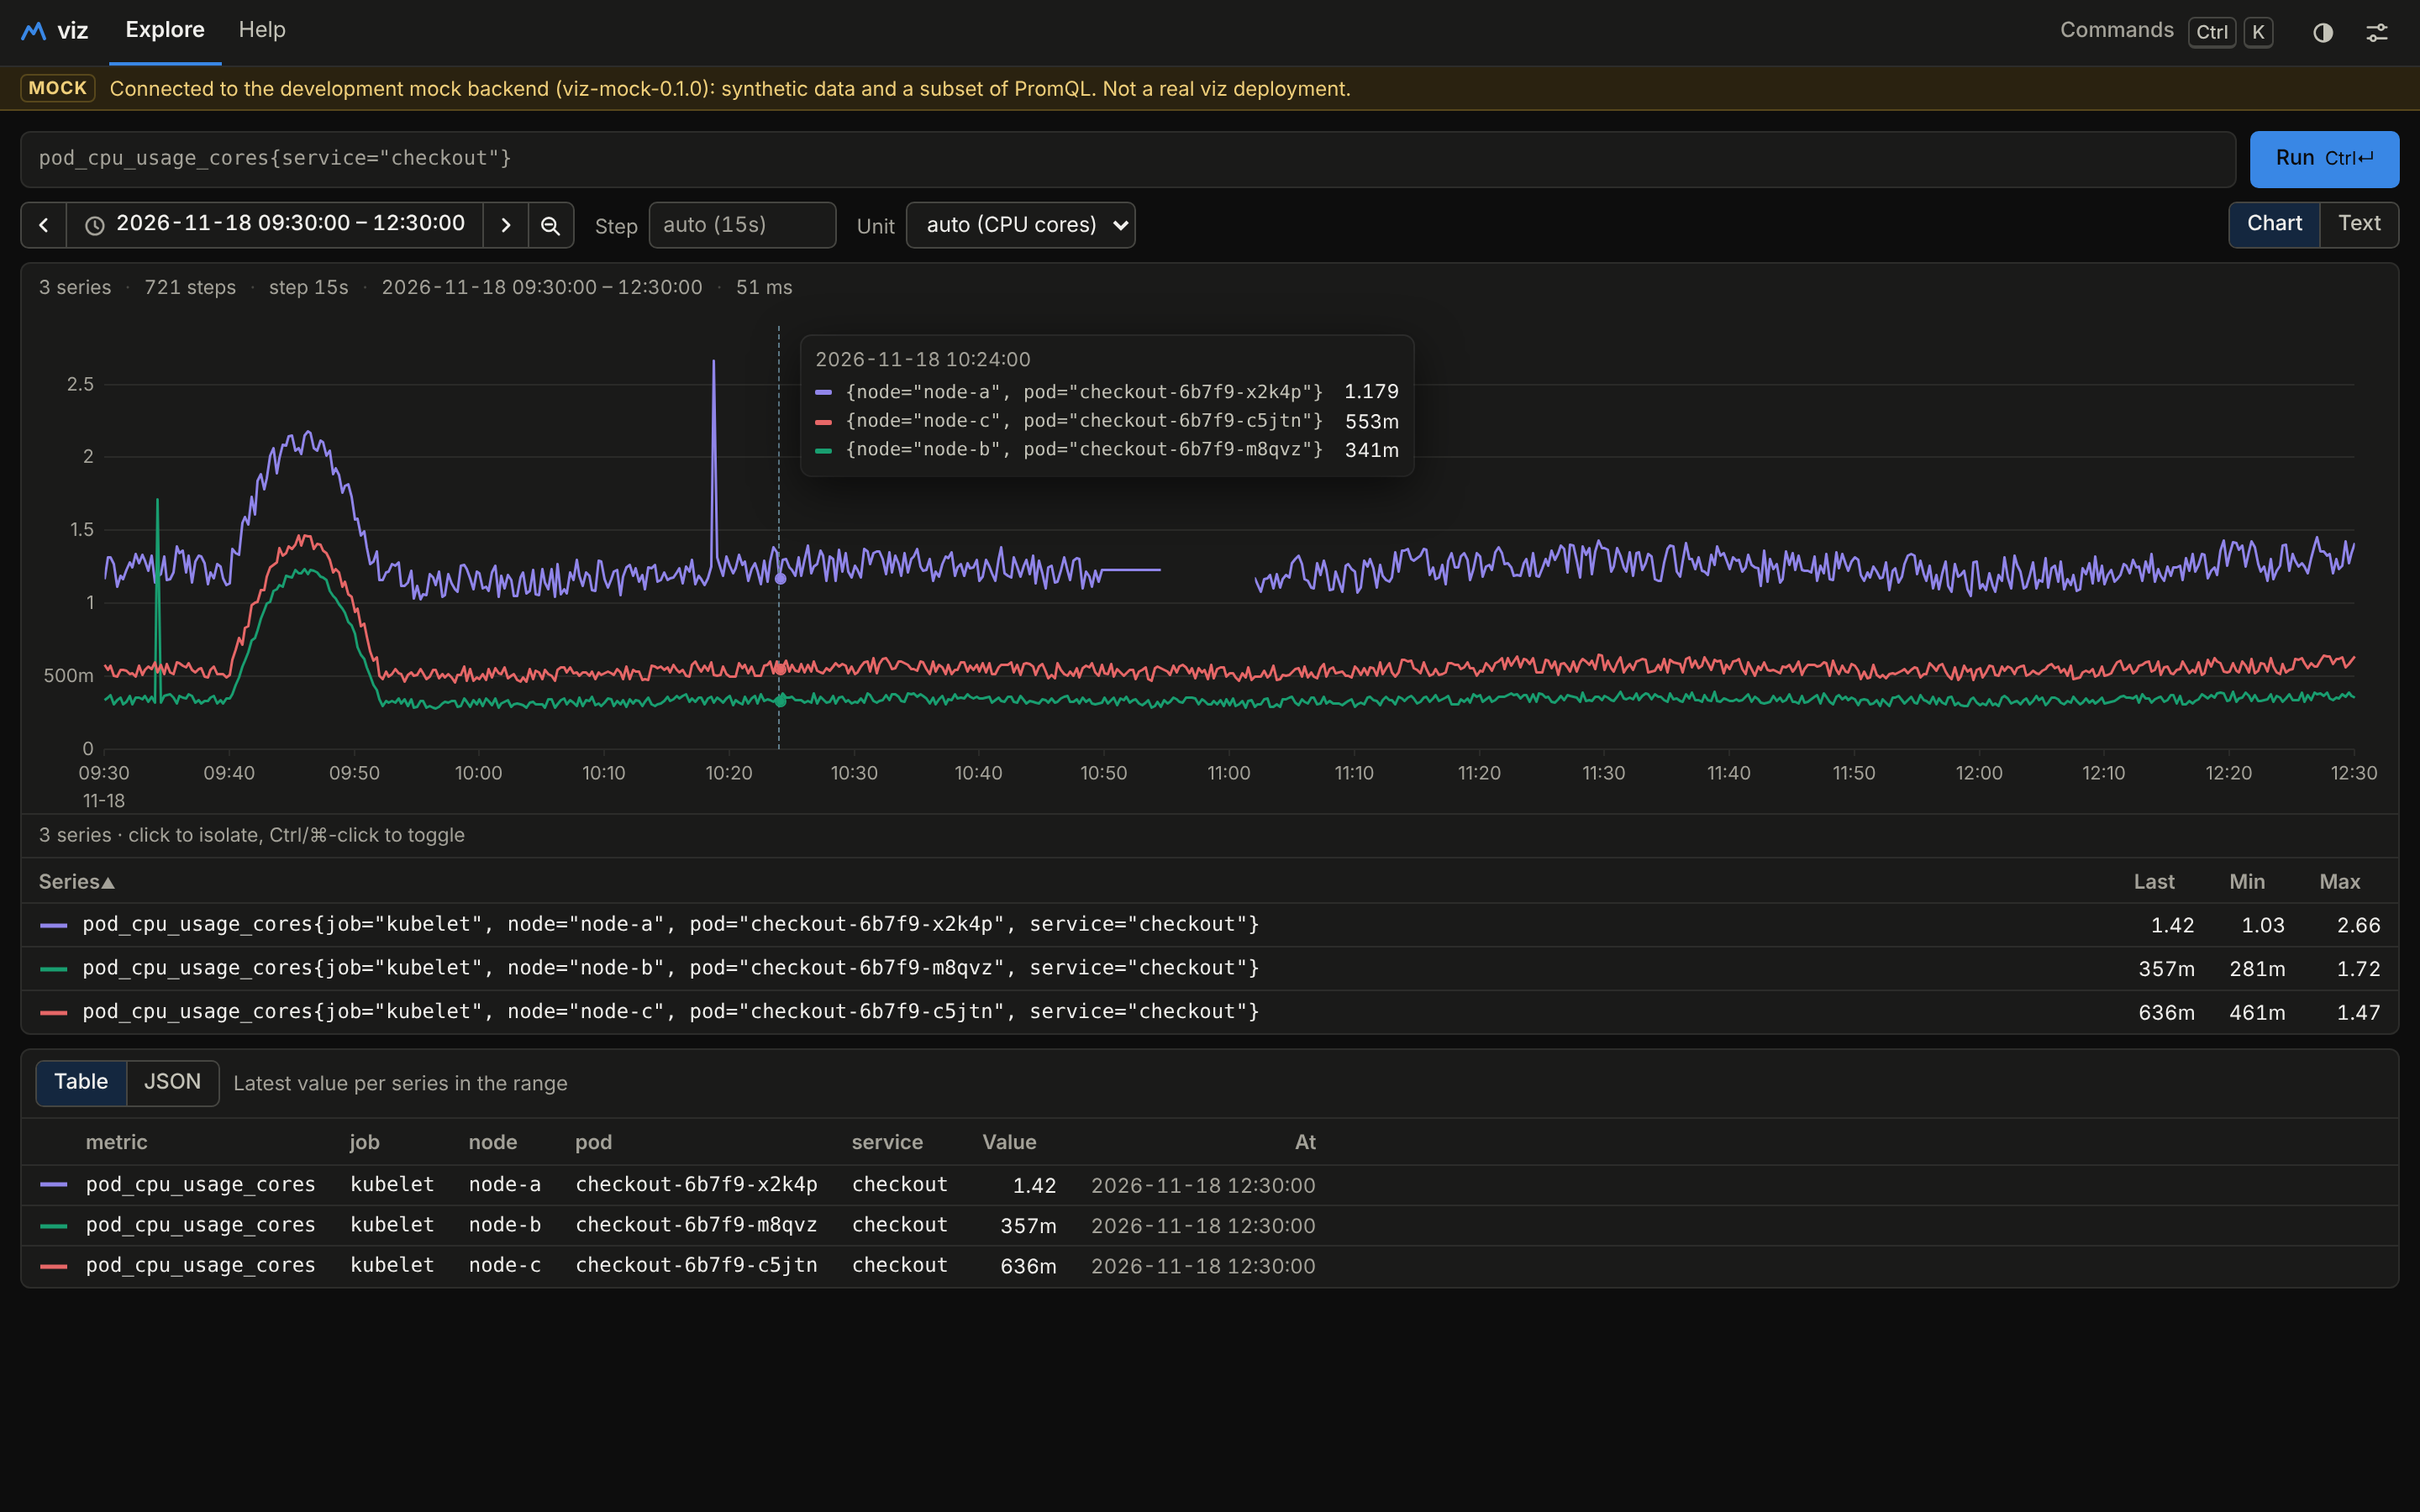 viz Explore Help Commands Ctrl K
MOCK Connected to the development mock backend (viz-mock-0.1.0): synthetic data and a subset of PromQL. Not a real viz deployment.
pod_cpu_usage_cores{service="checkout"} Run Ctrl↵
2026-11-18 09:30:00 – 12:30:00 Step auto (15s) Unit auto (CPU cores) Chart Text
3 series · 721 steps · step 15s · 2026-11-18 09:30:00 – 12:30:00 · 51 ms
2026-11-18 10:24:00
{node="node-a", pod="checkout-6b7f9-x2k4p"} 1.179
{node="node-c", pod="checkout-6b7f9-c5jtn"} 553m
{node="node-b", pod="checkout-6b7f9-m8qvz"} 341m
2.5
2
1.5
1
500m
0
09:30 09:40 09:50 10:00 10:10 10:20 10:30 10:40 10:50 11:00 11:10 11:20 11:30 11:40 11:50 12:00 12:10 12:20 12:30
11-18
3 series · click to isolate, Ctrl/⌘-click to toggle
Series▲ Last Min Max
pod_cpu_usage_cores{job="kubelet", node="node-a", pod="checkout-6b7f9-x2k4p", service="checkout"} 1.42 1.03 2.66
pod_cpu_usage_cores{job="kubelet", node="node-b", pod="checkout-6b7f9-m8qvz", service="checkout"} 357m 281m 1.72
pod_cpu_usage_cores{job="kubelet", node="node-c", pod="checkout-6b7f9-c5jtn", service="checkout"} 636m 461m 1.47
Table JSON Latest value per series in the range
metric job node pod service Value At
pod_cpu_usage_cores kubelet node-a checkout-6b7f9-x2k4p checkout 1.42 2026-11-18 12:30:00
pod_cpu_usage_cores kubelet node-b checkout-6b7f9-m8qvz checkout 357m 2026-11-18 12:30:00
pod_cpu_usage_cores kubelet node-c checkout-6b7f9-c5jtn checkout 636m 2026-11-18 12:30:00